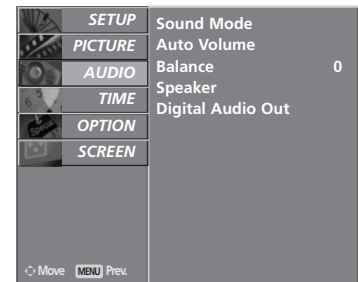 SETUP
PICTURE
AUDIO
TIME
OPTION
SCREEN
Sound Mode
Auto Volume
Balance 0
Speaker
Digital Audio Out
Move MENU Prev.